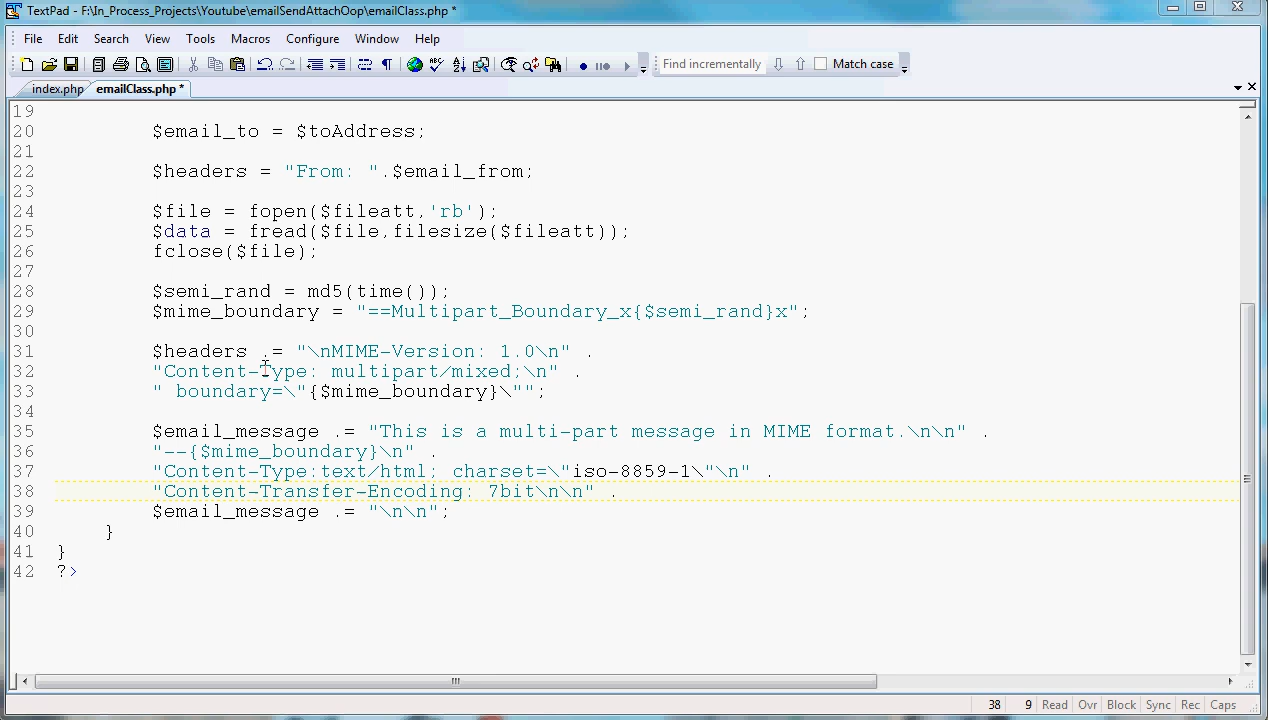 TextPad - F:\In_Process_Projects\Youtube\emailSendAttachOop\emailClass.php *
File Edit Search View Tools Macros Configure Window Help
Find incrementally Match case
index.php emailClass.php *
19
20 $email_to = $toAddress;
21
22 $headers = "From: ".$email_from;
23
24 $file = fopen($fileatt,'rb');
25 $data = fread($file,filesize($fileatt));
26 fclose($file);
27
28 $semi_rand = md5(time());
29 $mime_boundary = "==Multipart_Boundary_x{$semi_rand}x";
30
31 $headers .= "\nMIME-Version: 1.0\n" .
32 "Content-Type: multipart/mixed;\n" .
33 " boundary=\"{$mime_boundary}\"";
34
35 $email_message .= "This is a multi-part message in MIME format.\n\n" .
36 "--{$mime_boundary}\n" .
37 "Content-Type:text/html; charset=\"iso-8859-1\"\n" .
38 "Content-Transfer-Encoding: 7bit\n\n" .
39 $email_message .= "\n\n";
40 }
41 }
42 ?>
38 9 Read Ovr Block Sync Rec Caps